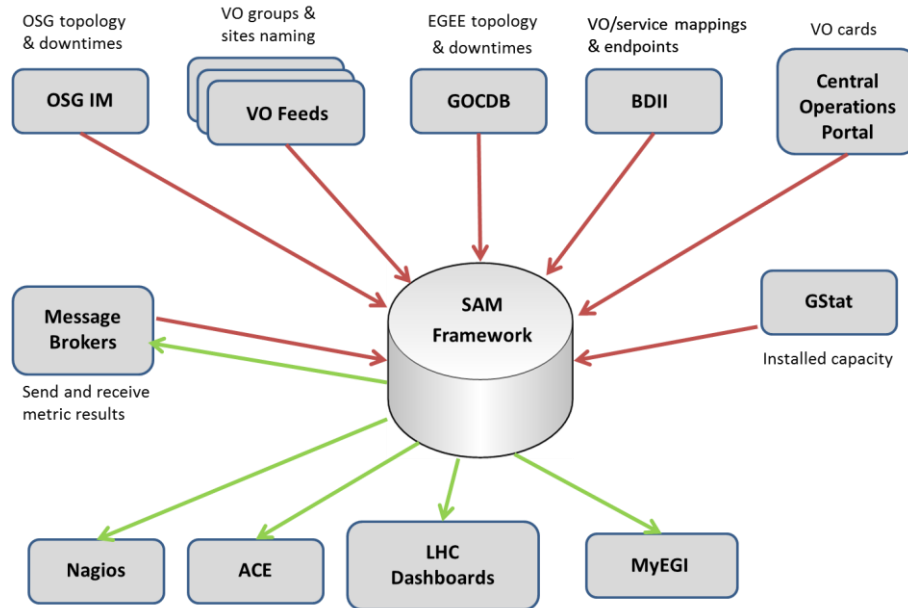 OSG topology
& downtimes
VO groups &
sites naming
EGEE topology
& downtimes
VO/service mappings
& endpoints
VO cards
OSG IM
VO Feeds
GOCDB
BDII
Central
Operations
Portal
SAM
Framework
Message
Brokers
Send and receive
metric results
GStat
Installed capacity
Nagios
ACE
LHC
Dashboards
MyEGI